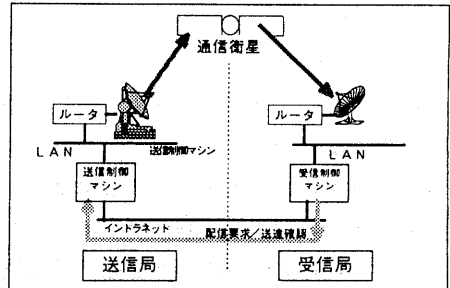 通信衛星
ルータ
ルータ
LAN
送信制御マシン
LAN
送信制御
マシン
受信制御
マシン
イントラネット
配信要求／送達確認
送信局
受信局